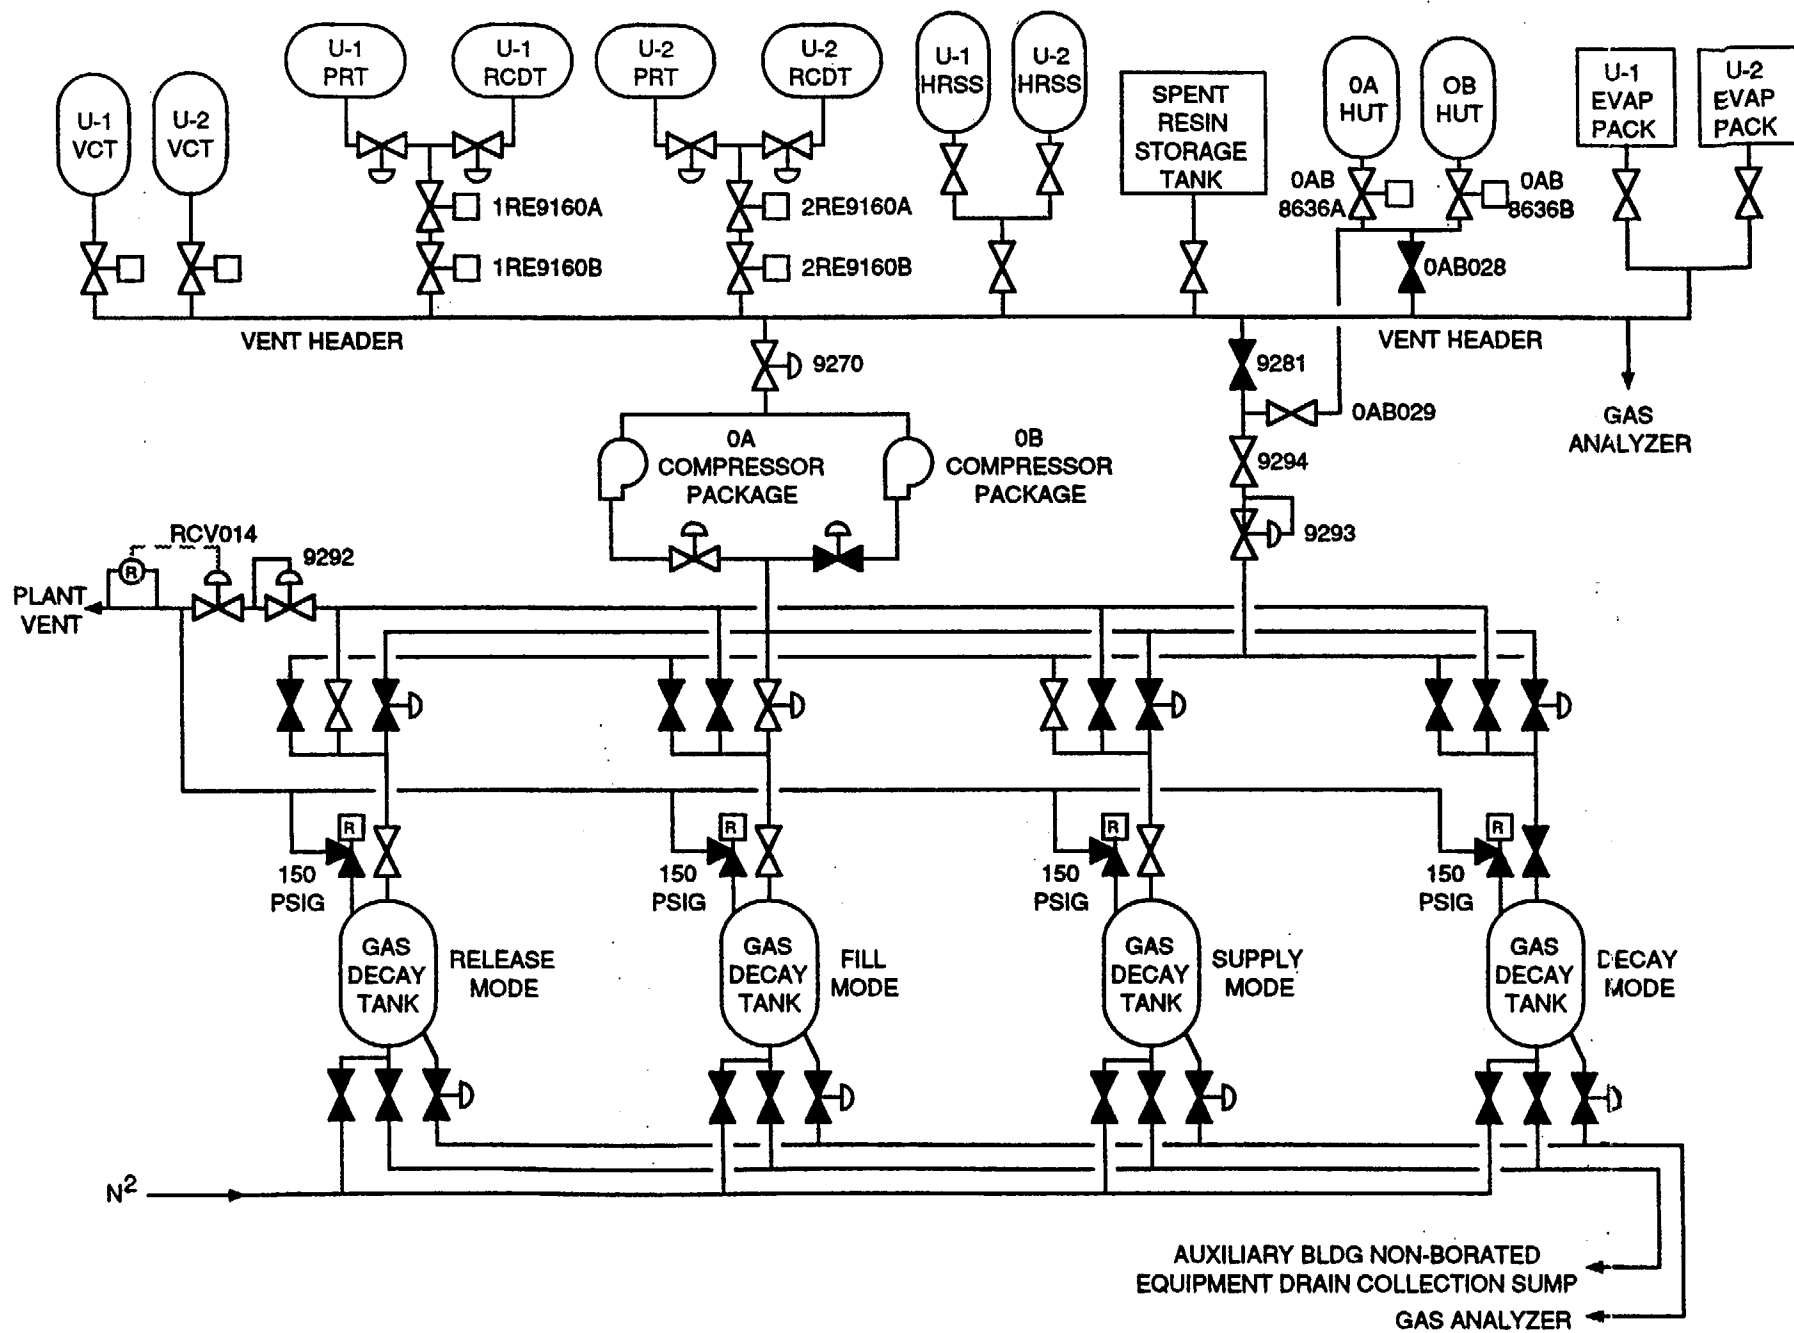 U-1
VCT
U-2
VCT
U-1
PRT
U-1
RCDT
U-2
PRT
U-2
RCDT
U-1
HRSS
U-2
HRSS
SPENT
RESIN
STORAGE
TANK
0A
HUT
OB
HUT
U-1
EVAP
PACK
U-2
EVAP
PACK
1RE9160A
1RE9160B
2RE9160A
2RE9160B
0AB
8636A
0AB
8636B
0AB028
VENT HEADER
VENT HEADER
9270
9281
0AB029
GAS
ANALYZER
0A
COMPRESSOR
PACKAGE
0B
COMPRESSOR
PACKAGE
9294
9293
RCV014
R
9292
PLANT
VENT
R
150
PSIG
R
150
PSIG
R
150
PSIG
R
150
PSIG
GAS
DECAY
TANK
RELEASE
MODE
GAS
DECAY
TANK
FILL
MODE
GAS
DECAY
TANK
SUPPLY
MODE
GAS
DECAY
TANK
DECAY
MODE
N²
AUXILIARY BLDG NON-BORATED
EQUIPMENT DRAIN COLLECTION SUMP
GAS ANALYZER